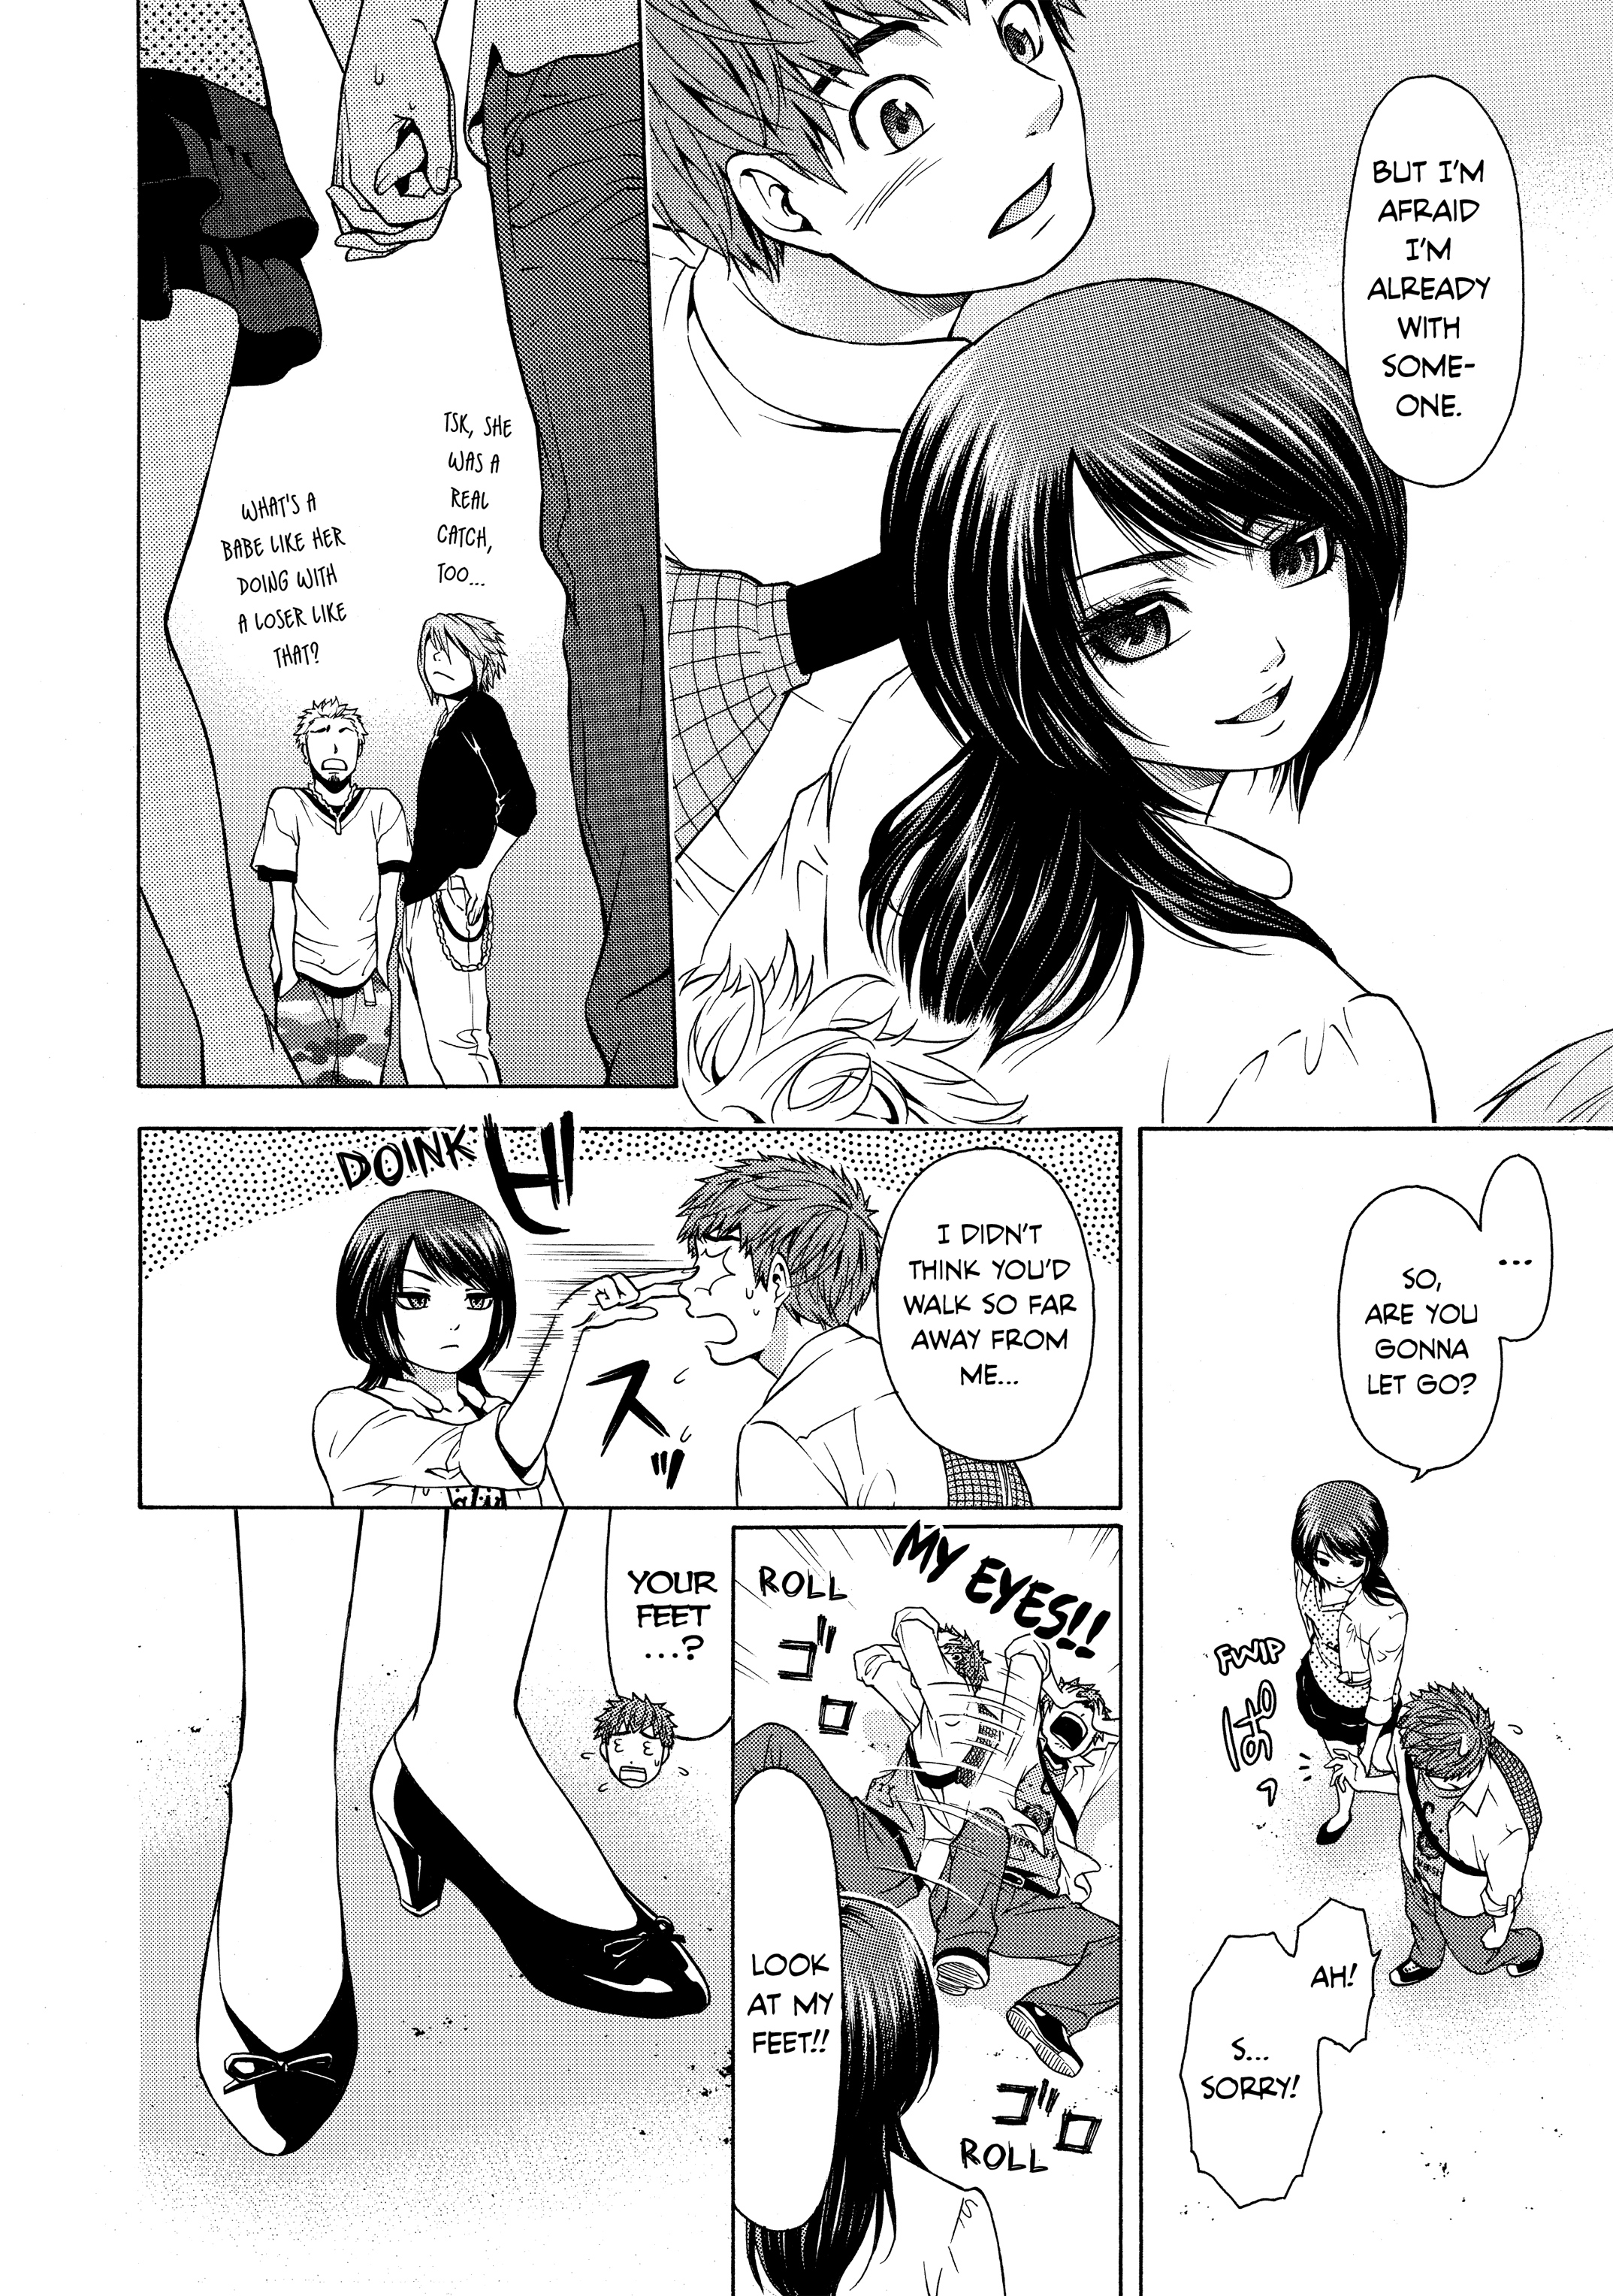 BUT I'M
AFRAID
I'M
ALREADY
WITH
SOME-
ONE.
TSK, SHE
WAS A
REAL
CATCH,
TOO...
WHAT'S A
BABE LIKE HER
DOING WITH
A LOSER LIKE
THAT?
...
SO,
ARE YOU
GONNA
LET GO?
FWIP
AH!
S...
SORRY!
I DIDN'T
THINK YOU'D
WALK SO FAR
AWAY FROM
ME...
DOINK
ビ
スッ
MY EYES!!
ROLL
ゴロ
LOOK
AT MY
FEET!!
ゴロ
ROLL
YOUR
FEET
...?